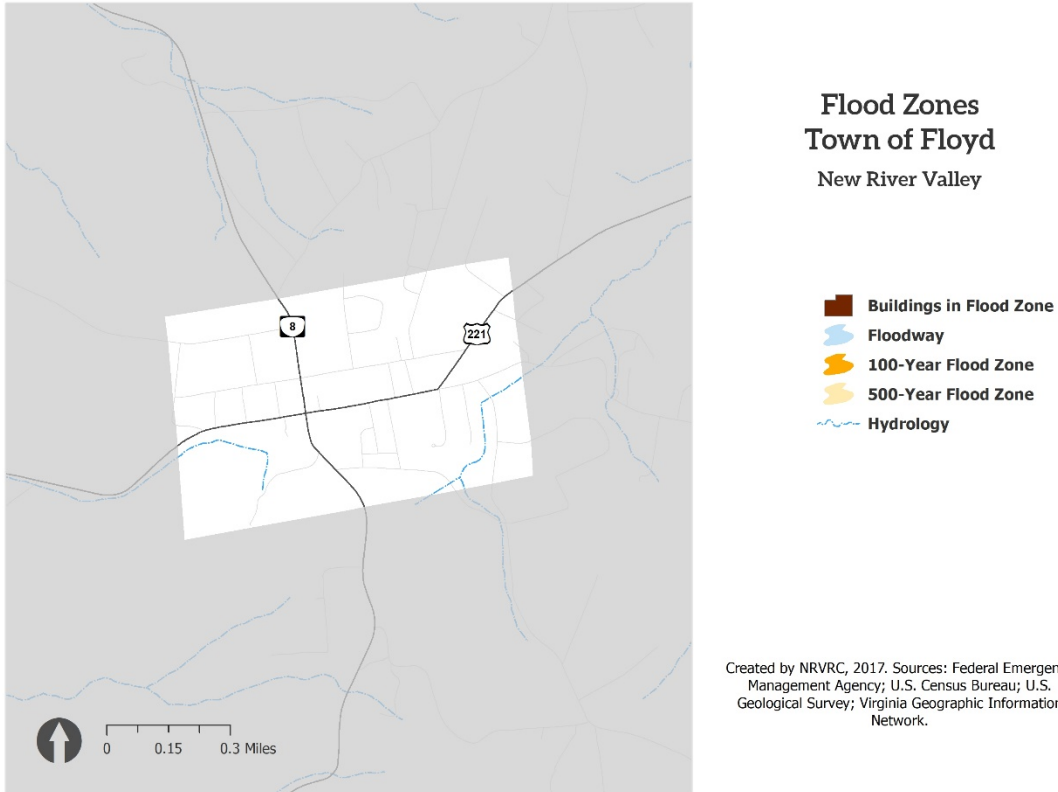 Flood Zones
Town of Floyd
New River Valley
8
221
Buildings in Flood Zone
Floodway
100-Year Flood Zone
500-Year Flood Zone
Hydrology
Created by NRVRC, 2017. Sources: Federal Emergen
Management Agency; U.S. Census Bureau; U.S.
Geological Survey; Virginia Geographic Information
Network.
0 0.15 0.3 Miles